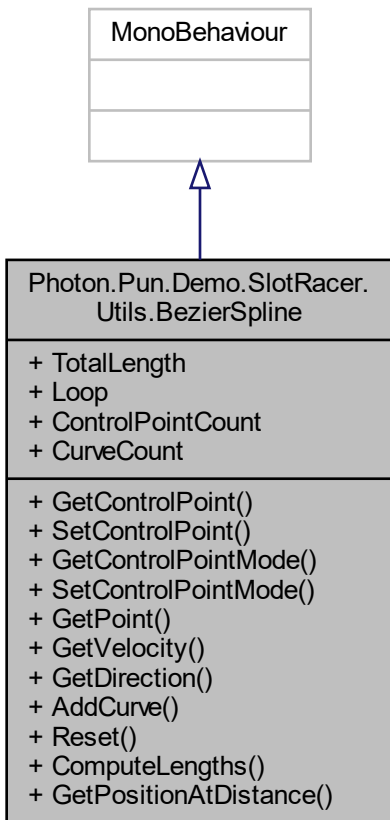 MonoBehaviour
Photon.Pun.Demo.SlotRacer.
Utils.BezierSpline
+ TotalLength
+ Loop
+ ControlPointCount
+ CurveCount
+ GetControlPoint()
+ SetControlPoint()
+ GetControlPointMode()
+ SetControlPointMode()
+ GetPoint()
+ GetVelocity()
+ GetDirection()
+ AddCurve()
+ Reset()
+ ComputeLengths()
+ GetPositionAtDistance()